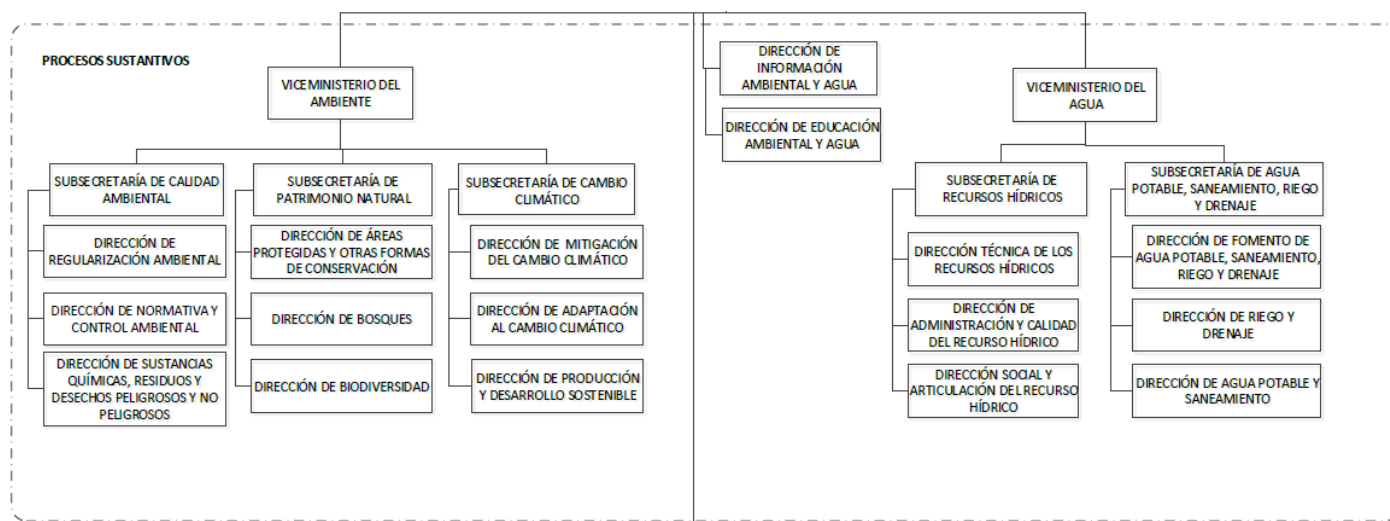 PROCESOS SUSTANTIVOS
VICEMINISTERIO DEL
AMBIENTE
SUBSECRETARÍA DE CALIDAD
AMBIENTAL
DIRECCIÓN DE
REGULARIZACIÓN AMBIENTAL
DIRECCIÓN DE NORMATIVA Y
CONTROL AMBIENTAL
DIRECCIÓN DE SUSTANCIAS
QUÍMICAS, RESIDUOS Y
DESECHOS PELIGROSOS Y NO
PELIGROSOS
SUBSECRETARÍA DE
PATRIMONIO NATURAL
DIRECCIÓN DE ÁREAS
PROTEGIDAS Y OTRAS FORMAS
DE CONSERVACIÓN
DIRECCIÓN DE BOSQUES
DIRECCIÓN DE BIODIVERSIDAD
SUBSECRETARÍA DE CAMBIO
CLIMÁTICO
DIRECCIÓN DE MITIGACIÓN
DEL CAMBIO CLIMÁTICO
DIRECCIÓN DE ADAPTACIÓN
AL CAMBIO CLIMÁTICO
DIRECCIÓN DE PRODUCCIÓN
Y DESARROLLO SOSTENIBLE
DIRECCIÓN DE
INFORMACIÓN
AMBIENTAL Y AGUA
DIRECCIÓN DE EDUCACIÓN
AMBIENTAL Y AGUA
VICEMINISTERIO DEL
AGUA
SUBSECRETARÍA DE
RECURSOS HÍDRICOS
DIRECCIÓN TÉCNICA DE LOS
RECURSOS HÍDRICOS
DIRECCIÓN DE
ADMINISTRACIÓN Y CALIDAD
DEL RECURSO HÍDRICO
DIRECCIÓN SOCIAL Y
ARTICULACIÓN DEL RECURSO
HÍDRICO
SUBSECRETARÍA DE AGUA
POTABLE, SANEAMIENTO, RIEGO
Y DRENAJE
DIRECCIÓN DE FOMENTO DE
AGUA POTABLE, SANEAMIENTO,
RIEGO Y DRENAJE
DIRECCIÓN DE RIEGO Y
DRENAJE
DIRECCIÓN DE AGUA POTABLE Y
SANEAMIENTO